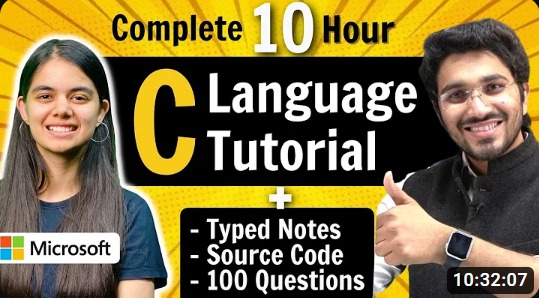 Complete 10 Hour
C Language
Tutorial
+
- Typed Notes
- Source Code
- 100 Questions
Microsoft
10:32:07